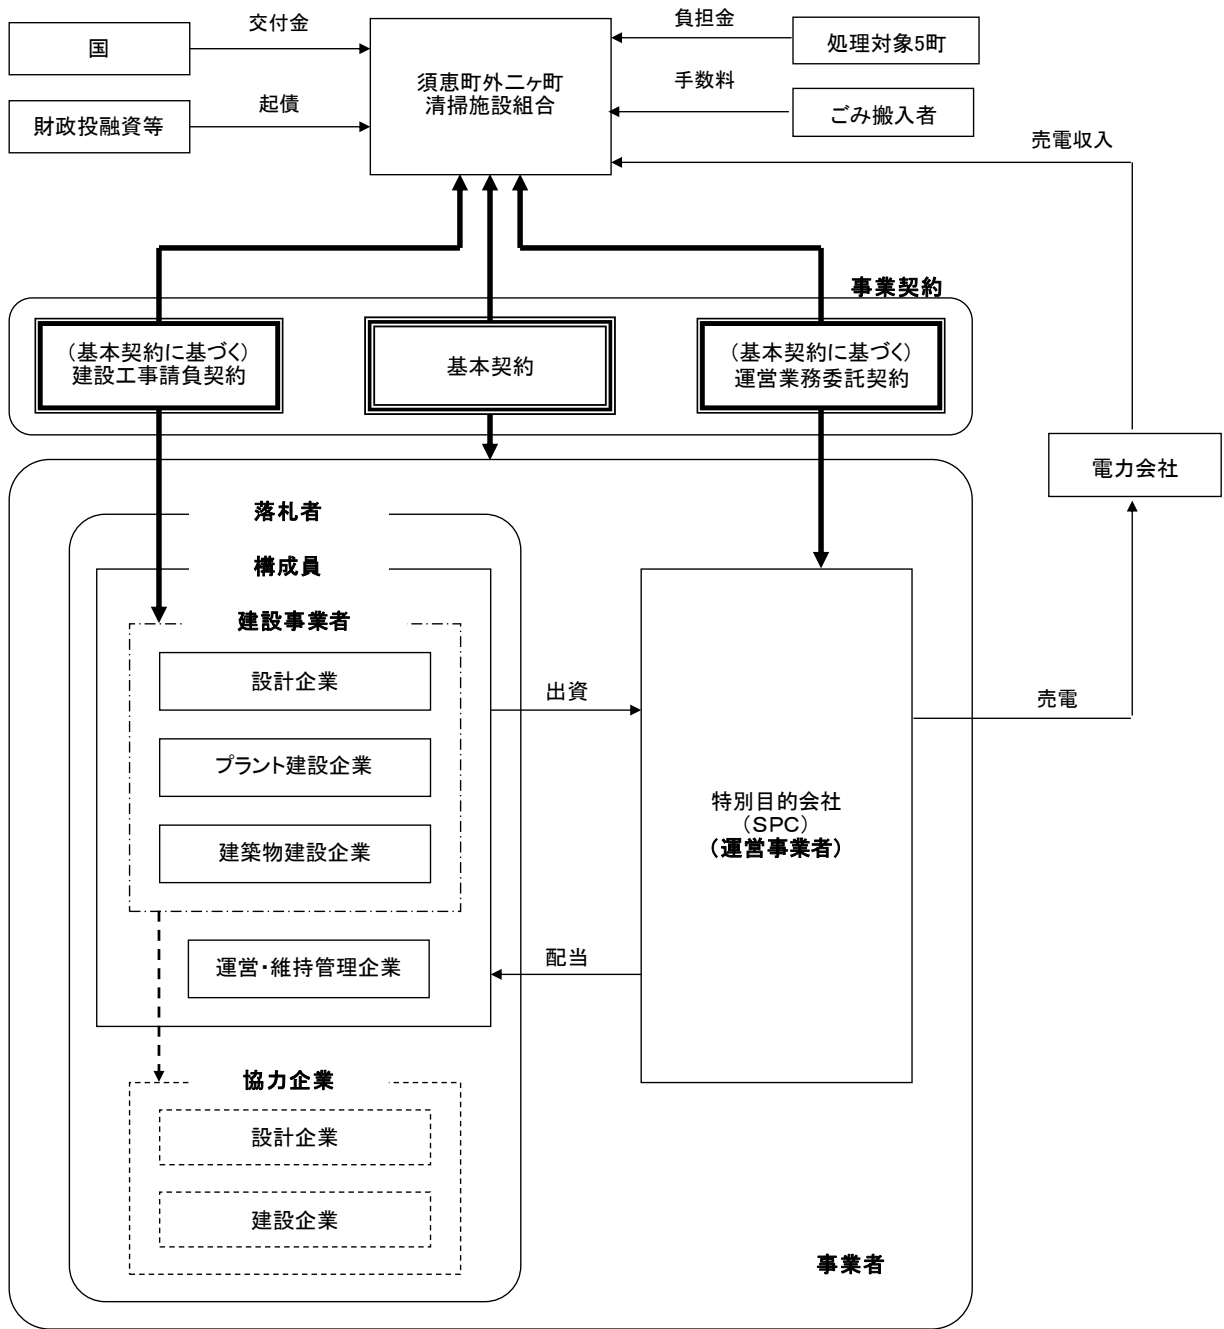 国
交付金
財政投融資等
起債
須恵町外二ヶ町
清掃施設組合
負担金
処理対象5町
手数料
ごみ搬入者
売電収入
事業契約
(基本契約に基づく)
建設工事請負契約
基本契約
(基本契約に基づく)
運営業務委託契約
電力会社
落札者
構成員
建設事業者
設計企業
プラント建設企業
建築物建設企業
運営・維持管理企業
出資
配当
特別目的会社
(SPC)
(運営事業者)
売電
協力企業
設計企業
建設企業
事業者